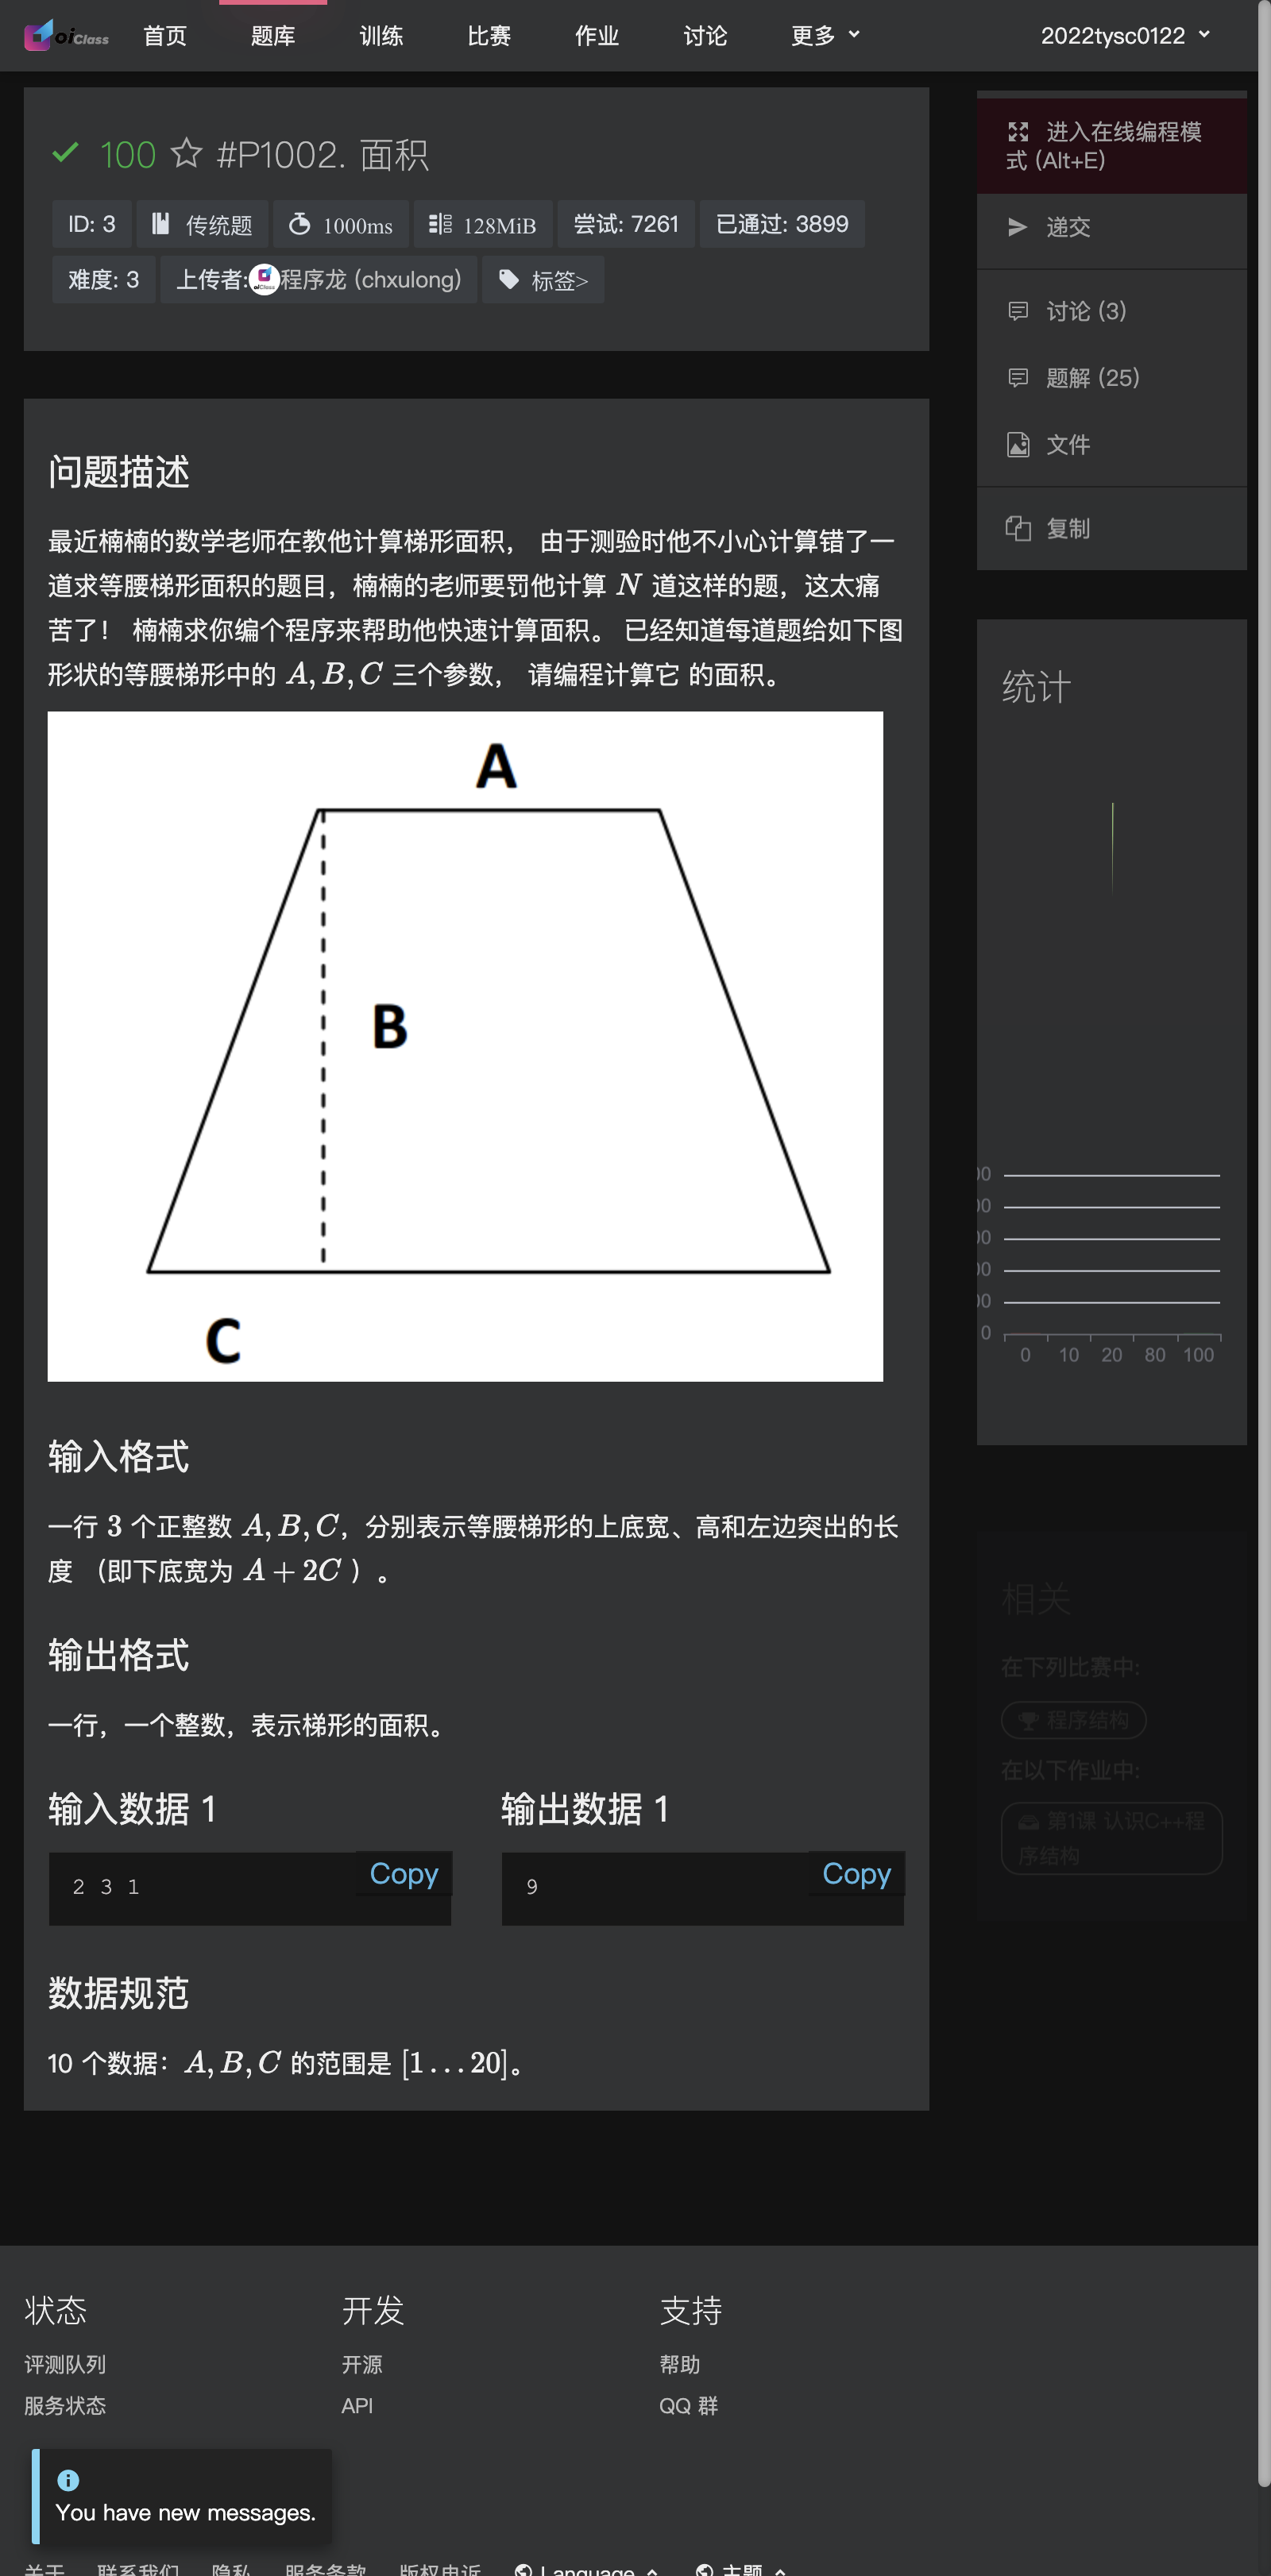 oiClass 首页 题库 训练 比赛 作业 讨论 更多 2022tysc0122
100 #P1002. 面积
ID: 3 传统题 1000ms 128MiB 尝试: 7261 已通过: 3899
难度: 3 上传者: 程序龙 (chxulong) 标签>
问题描述
最近楠楠的数学老师在教他计算梯形面积， 由于测验时他不小心计算错了一
道求等腰梯形面积的题目，楠楠的老师要罚他计算 N 道这样的题，这太痛
苦了！ 楠楠求你编个程序来帮助他快速计算面积。 已经知道每道题给如下图
形状的等腰梯形中的 A, B, C 三个参数， 请编程计算它 的面积。
A
B
C
输入格式
一行 3 个正整数 A, B, C，分别表示等腰梯形的上底宽、高和左边突出的长
度 （即下底宽为 A + 2C ）。
输出格式
一行，一个整数，表示梯形的面积。
输入数据 1
Copy
2 3 1
输出数据 1
Copy
9
数据规范
10 个数据：A, B, C 的范围是 [1 … 20]。
进入在线编程模
式 (Alt+E)
递交
讨论 (3)
题解 (25)
文件
复制
统计
0
0 10 20 80 100
相关
在下列比赛中:
程序结构
在以下作业中:
第1课 认识C++程
序结构
状态
评测队列
服务状态
开发
开源
API
支持
帮助
QQ 群
You have new messages.
关于 联系我们 隐私 服务条款 版权申诉 Language 主题